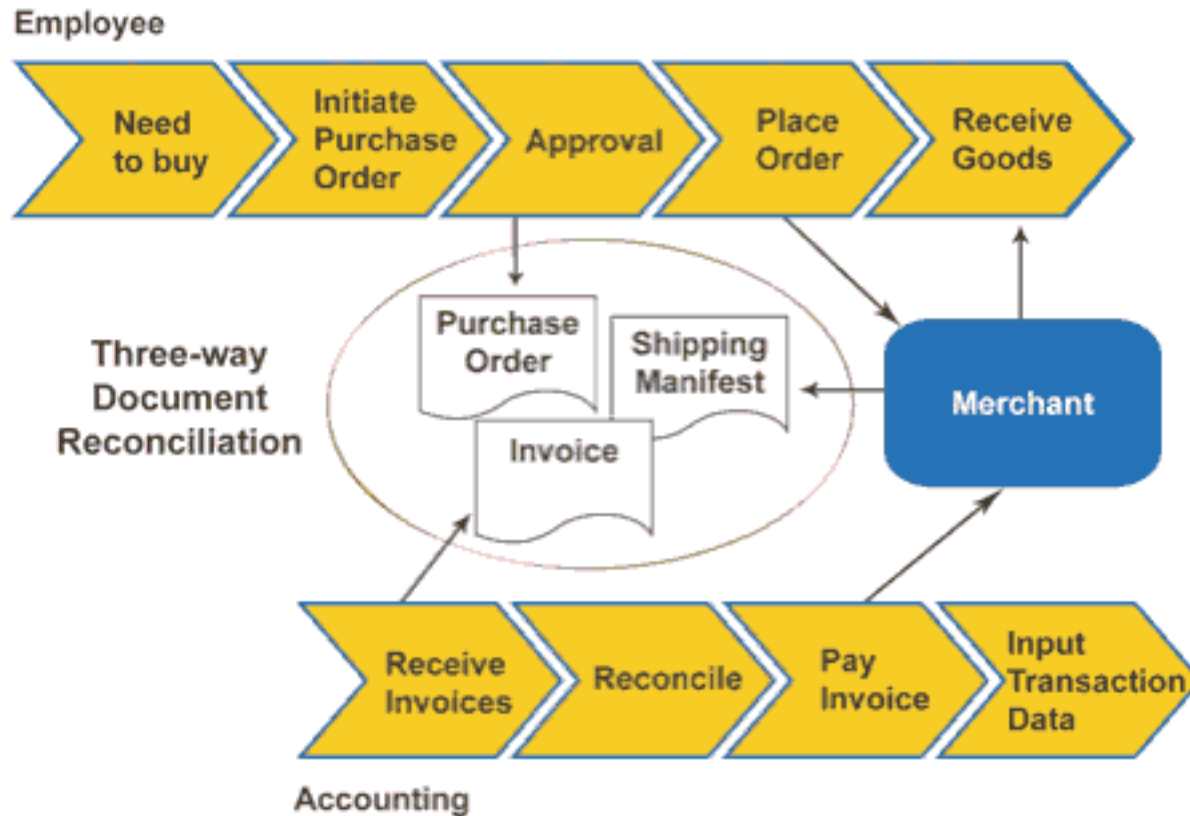 Employee
Need
to buy
Initiate
Purchase
Order
Approval
Place
Order
Receive
Goods
Three-way
Document
Reconciliation
Purchase
Order
Shipping
Manifest
Invoice
Merchant
Receive
Invoices
Reconcile
Pay
Invoice
Input
Transaction
Data
Accounting